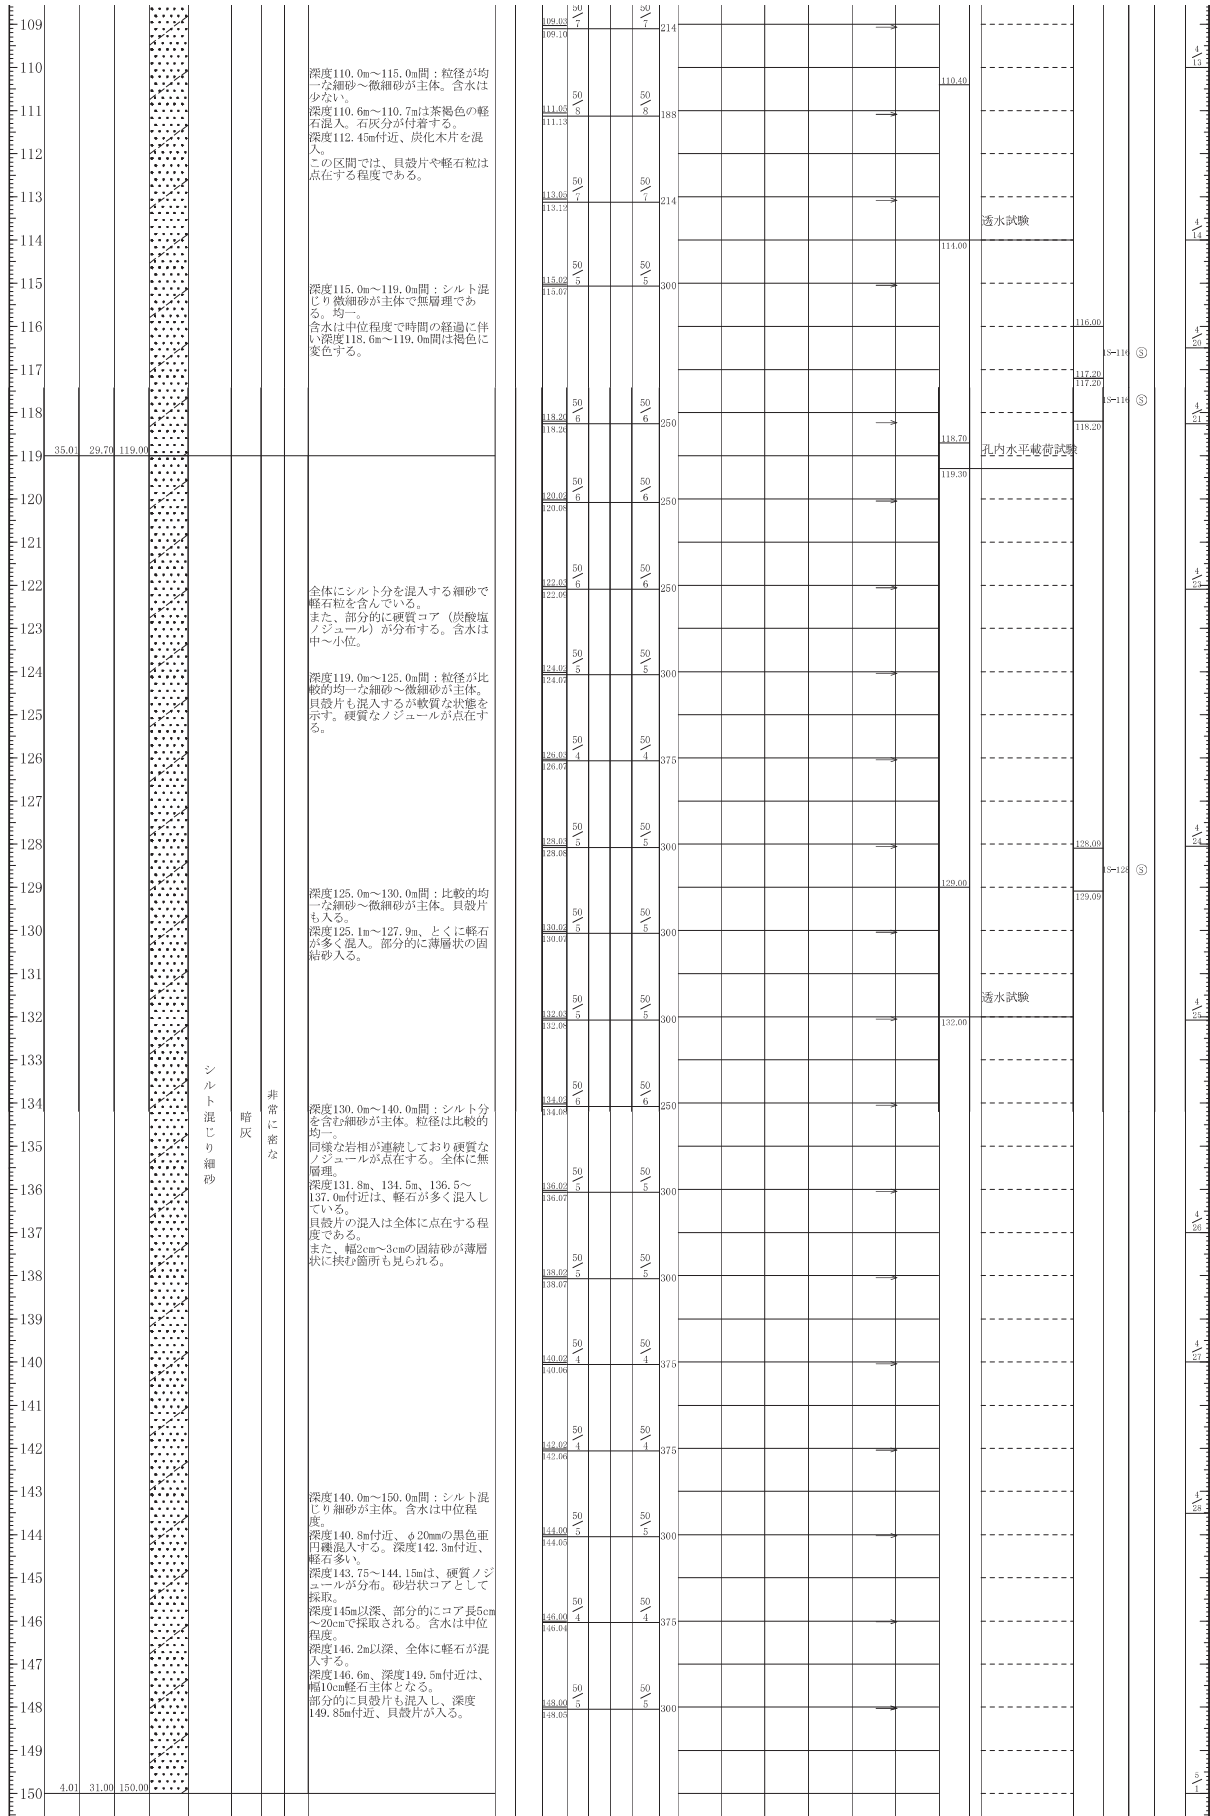 109
110
111
112
113
114
115
116
117
118
119
120
121
122
123
124
125
126
127
128
129
130
131
132
133
134
135
136
137
138
139
140
141
142
143
144
145
146
147
148
149
150
35.01 29.70 119.00
4.01 31.00 150.00
シルト混じり細砂
暗灰
非常に密な
深度110.0m～115.0m間：粒径が均
一な細砂～微細砂が主体。含水は
少ない。
深度110.6m～110.7mは茶褐色の軽
石混入。石灰分が付着する。
深度112.45m付近、炭化木片を混
入。
この区間では、貝殻片や軽石粒は
点在する程度である。
深度115.0m～119.0m間：シルト混
じり微細砂が主体で無層理であ
る。均一。
含水は中位程度で時間の経過に伴
い深度118.6m～119.0m間は褐色に
変色する。
全体にシルト分を混入する細砂で
軽石粒を含んでいる。
また、部分的に硬質コア（炭酸塩
ノジュール）が分布する。含水は
中～小位。
深度119.0m～125.0m間：粒径が比
較的均一な細砂～微細砂が主体。
貝殻片も混入するが軟質な状態を
示す。硬質なノジュールが点在す
る。
深度125.0m～130.0m間：比較的均
一な細砂～微細砂が主体。貝殻片
も入る。
深度125.1m～127.9m、とくに軽石
が多く混入。部分的に薄層状の固
結砂入る。
深度130.0m～140.0m間：シルト分
を含む細砂が主体。粒径は比較的
均一。
同様な岩相が連続しており硬質な
ノジュールが点在する。全体に無
層理。
深度131.8m、134.5m、136.5～
137.0m付近は、軽石が多く混入し
ている。
貝殻片の混入は全体に点在する程
度である。
また、幅2cm～3cmの固結砂が薄層
状に挟む箇所も見られる。
深度140.0m～150.0m間：シルト混
じり細砂が主体。含水は中位程
度。
深度140.8m付近、φ20mmの黒色亜
円礫混入する。深度142.3m付近、
軽石多い。
深度143.75～144.15mは、硬質ノジ
ュールが分布。砂岩状コアとして
採取。
深度145m以深、部分的にコア長5cm
～20cmで採取される。含水は中位
程度。
深度146.2m以深、全体に軽石が混
入する。
深度146.6m、深度149.5m付近は、
幅10cm軽石主体となる。
部分的に貝殻片も混入し、深度
149.85m付近、貝殻片が入る。
109.03 50/7 50/7 214
109.10
111.05 50/8 50/8 188
111.13
113.05 50/7 50/7 214
113.12
115.02 50/5 50/5 300
115.07
118.20 50/6 50/6 250
118.26
120.02 50/6 50/6 250
120.08
122.03 50/6 50/6 250
122.09
124.02 50/5 50/5 300
124.07
126.03 50/4 50/4 375
126.07
128.03 50/5 50/5 300
128.08
130.02 50/5 50/5 300
130.07
132.03 50/5 50/5 300
132.08
134.02 50/6 50/6 250
134.08
136.02 50/5 50/5 300
136.07
138.02 50/5 50/5 300
138.07
140.02 50/4 50/4 375
140.06
142.02 50/4 50/4 375
142.06
144.00 50/5 50/5 300
144.05
146.00 50/4 50/4 375
146.04
148.00 50/5 50/5 300
148.05
110.40
透水試験
114.00
118.70
孔内水平載荷試験
119.30
129.00
透水試験
132.00
116.00
1S-116 Ⓢ
117.20
117.20
1S-116 Ⓢ
118.20
128.09
1S-128 Ⓢ
129.09
4/13
4/14
4/20
4/21
4/23
4/24
4/25
4/26
4/27
4/28
5/1